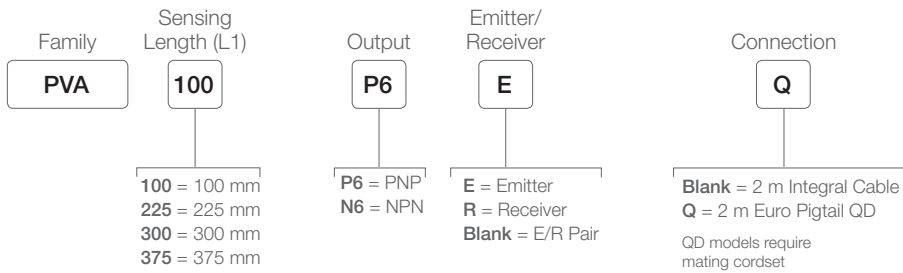 Family
Sensing
Length (L1)
Output
Emitter/
Receiver
Connection
PVA
100
P6
E
Q
100 = 100 mm
225 = 225 mm
300 = 300 mm
375 = 375 mm
P6 = PNP
N6 = NPN
E = Emitter
R = Receiver
Blank = E/R Pair
Blank = 2 m Integral Cable
Q = 2 m Euro Pigtail QD
QD models require
mating cordset